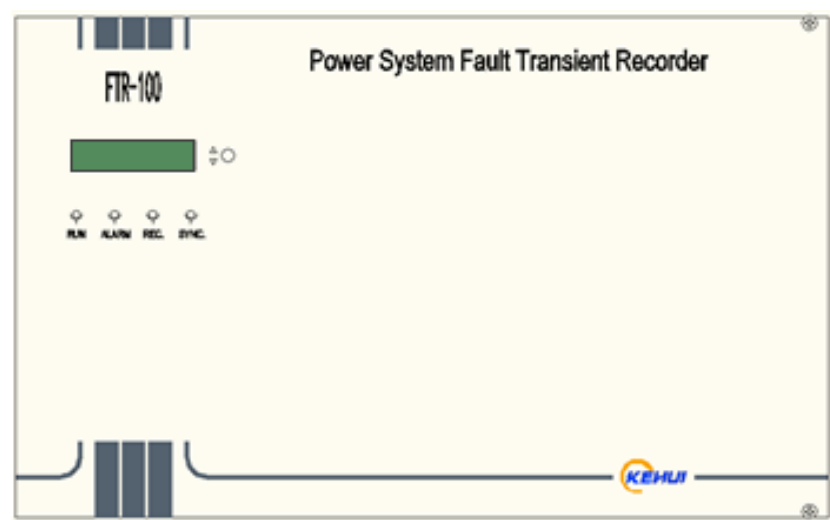 Power System Fault Transient Recorder
FTR-100
RUN ALARM REC. SYNC.
KEHUI